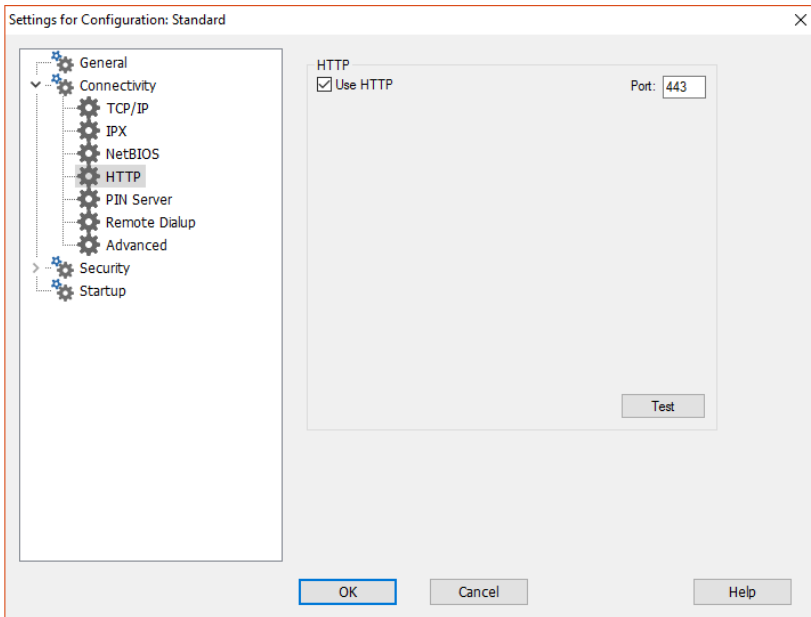 Settings for Configuration: Standard
General
Connectivity
TCP/IP
IPX
NetBIOS
HTTP
PIN Server
Remote Dialup
Advanced
Security
Startup
HTTP
Use HTTP Port: 443
Test
OK Cancel Help